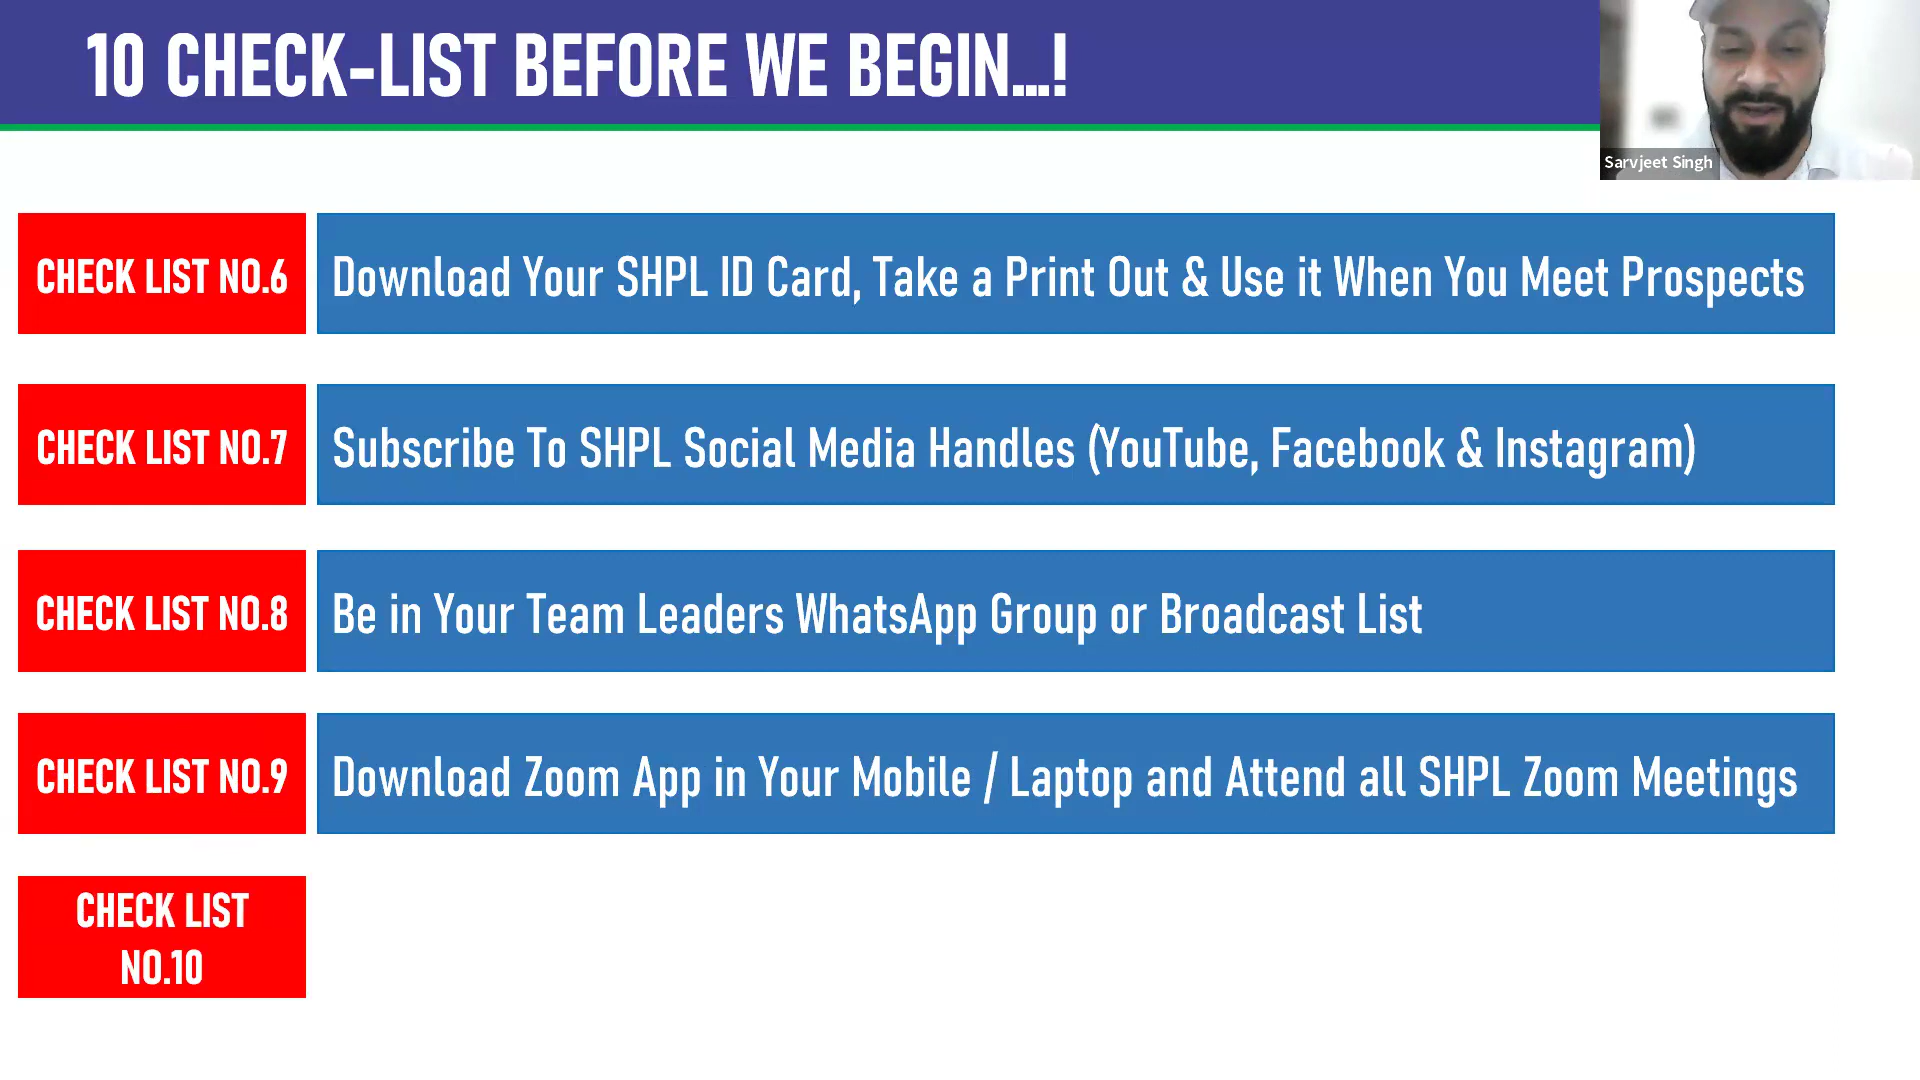 10 CHECK-LIST BEFORE WE BEGIN...!
Sarvjeet Singh
CHECK LIST NO.6
Download Your SHPL ID Card, Take a Print Out & Use it When You Meet Prospects
CHECK LIST NO.7
Subscribe To SHPL Social Media Handles (YouTube, Facebook & Instagram)
CHECK LIST NO.8
Be in Your Team Leaders WhatsApp Group or Broadcast List
CHECK LIST NO.9
Download Zoom App in Your Mobile / Laptop and Attend all SHPL Zoom Meetings
CHECK LIST
NO.10